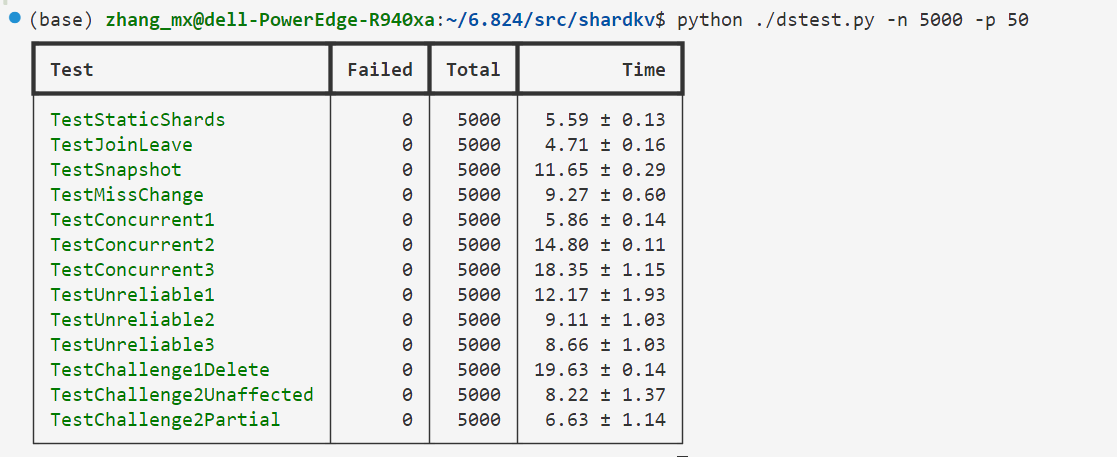 (base) zhang_mx@dell-PowerEdge-R940xa:~/6.824/src/shardkv$ python ./dstest.py -n 5000 -p 50
Test Failed Total Time
TestStaticShards 0 5000 5.59 ± 0.13
TestJoinLeave 0 5000 4.71 ± 0.16
TestSnapshot 0 5000 11.65 ± 0.29
TestMissChange 0 5000 9.27 ± 0.60
TestConcurrent1 0 5000 5.86 ± 0.14
TestConcurrent2 0 5000 14.80 ± 0.11
TestConcurrent3 0 5000 18.35 ± 1.15
TestUnreliable1 0 5000 12.17 ± 1.93
TestUnreliable2 0 5000 9.11 ± 1.03
TestUnreliable3 0 5000 8.66 ± 1.03
TestChallenge1Delete 0 5000 19.63 ± 0.14
TestChallenge2Unaffected 0 5000 8.22 ± 1.37
TestChallenge2Partial 0 5000 6.63 ± 1.14